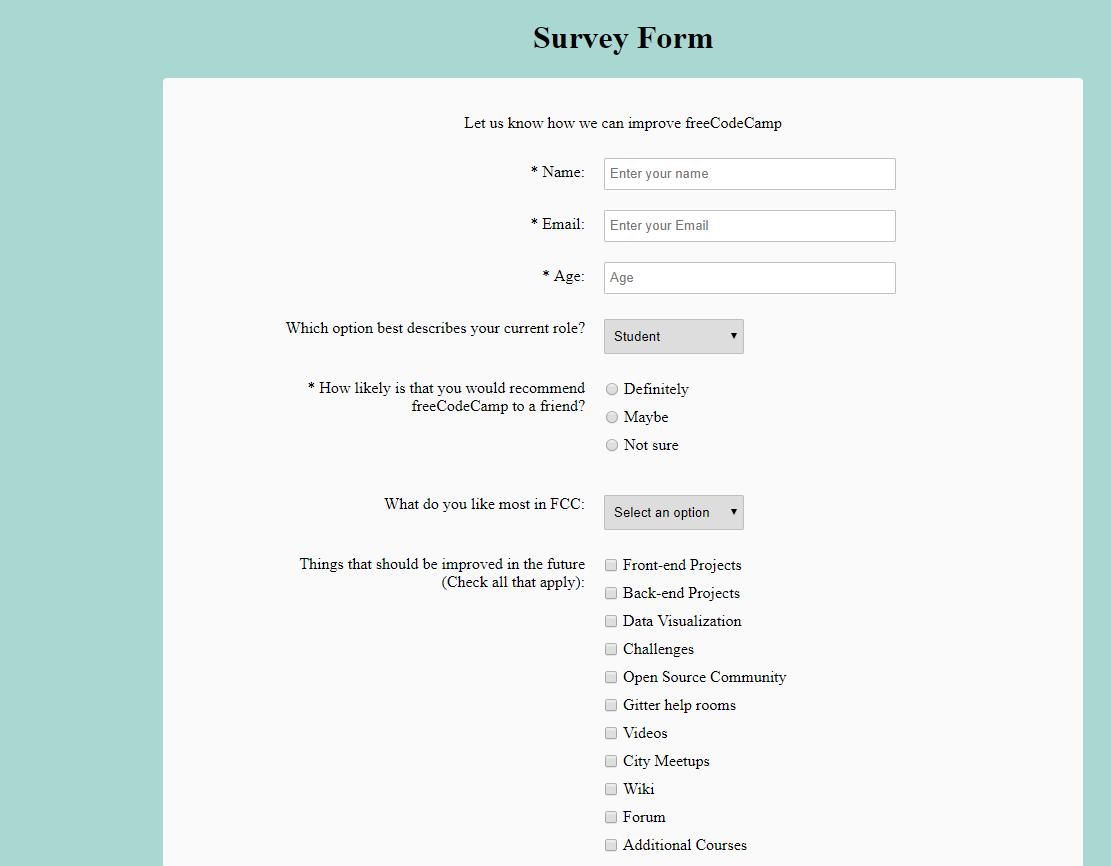 Survey Form
Let us know how we can improve freeCodeCamp
* Name: Enter your name
* Email: Enter your Email
* Age: Age
Which option best describes your current role? Student
* How likely is that you would recommend
freeCodeCamp to a friend?
Definitely
Maybe
Not sure
What do you like most in FCC: Select an option
Things that should be improved in the future
(Check all that apply):
Front-end Projects
Back-end Projects
Data Visualization
Challenges
Open Source Community
Gitter help rooms
Videos
City Meetups
Wiki
Forum
Additional Courses